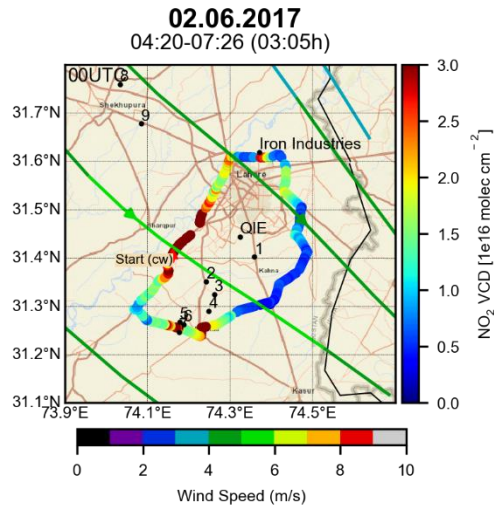 02.06.2017
04:20-07:26 (03:05h)
00UTC
8
Shekhupura
9
Iron Industries
Lahore
QIE
1
Kahna
Start (cw)
2
3
4
5
6
Kasur
31.7°N
31.6°N
31.5°N
31.4°N
31.3°N
31.2°N
31.1°N
73.9°E
74.1°E
74.3°E
74.5°E
3.0
2.5
2.0
1.5
1.0
0.5
0.0
NO₂ VCD [1e16 molec cm⁻²]
0 2 4 6 8 10
Wind Speed (m/s)